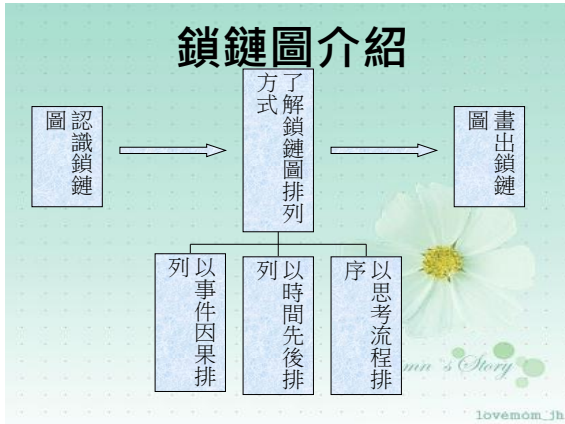 鎖鏈圖介紹
認識鎖鏈
圖
了解鎖鏈圖排列
方式
畫出鎖鏈
圖
以事件因果排
列
以時間先後排
列
以思考流程排
序
mn's Story
lovemom_jh